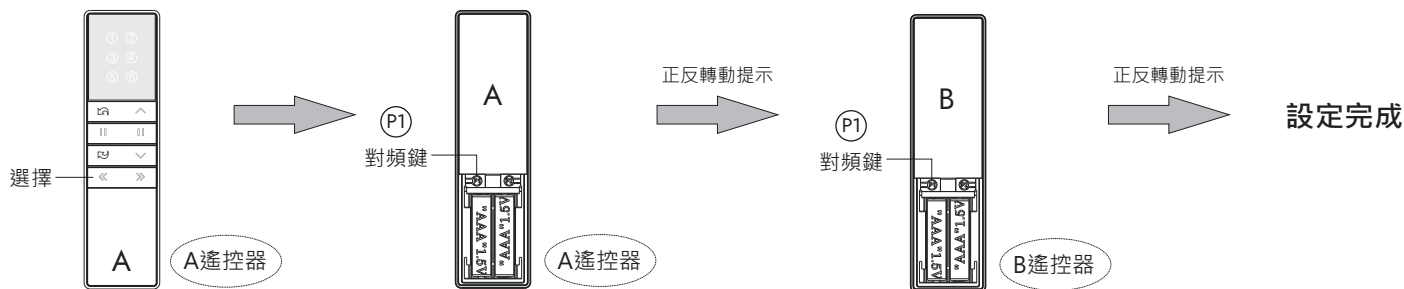 ① ②
③ ④
⑤ ⑥
選擇
A
A遙控器
A
P1
對頻鍵
"AAA"1.5V
"AAA"1.5V
A遙控器
正反轉動提示
B
P1
對頻鍵
"AAA"1.5V
"AAA"1.5V
B遙控器
正反轉動提示
設定完成